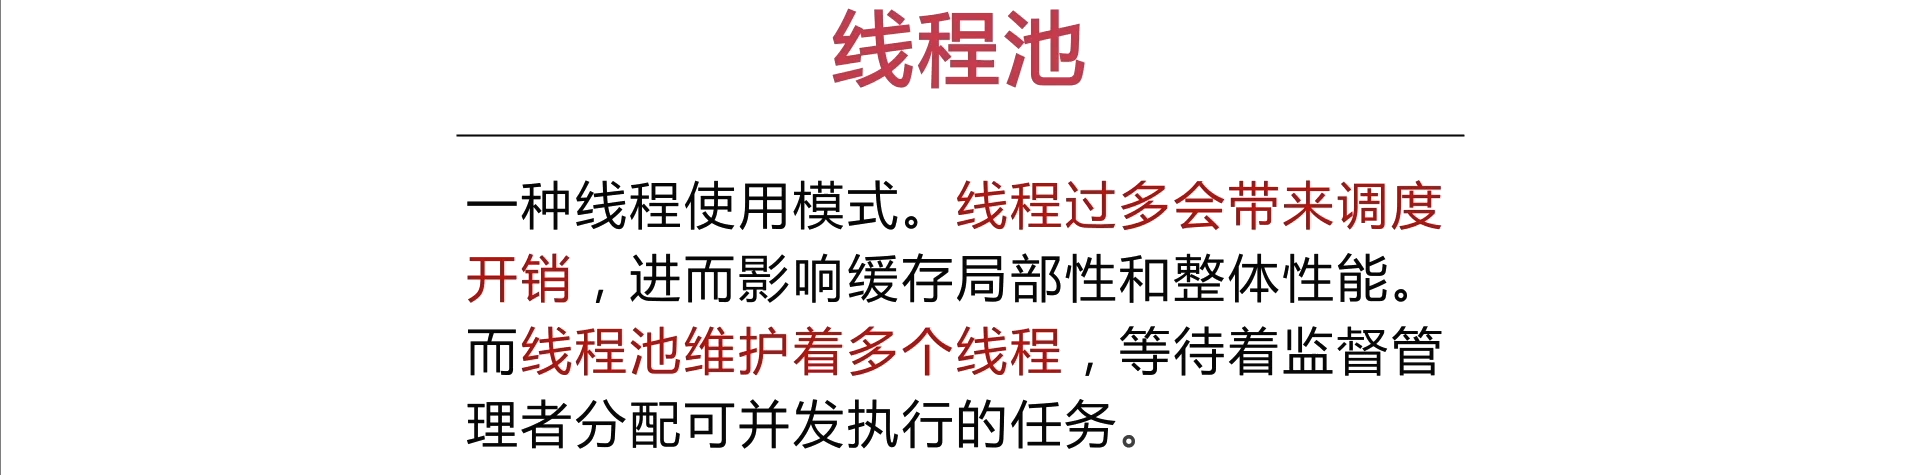 线程池
一种线程使用模式。线程过多会带来调度
开销，进而影响缓存局部性和整体性能。
而线程池维护着多个线程，等待着监督管
理者分配可并发执行的任务。